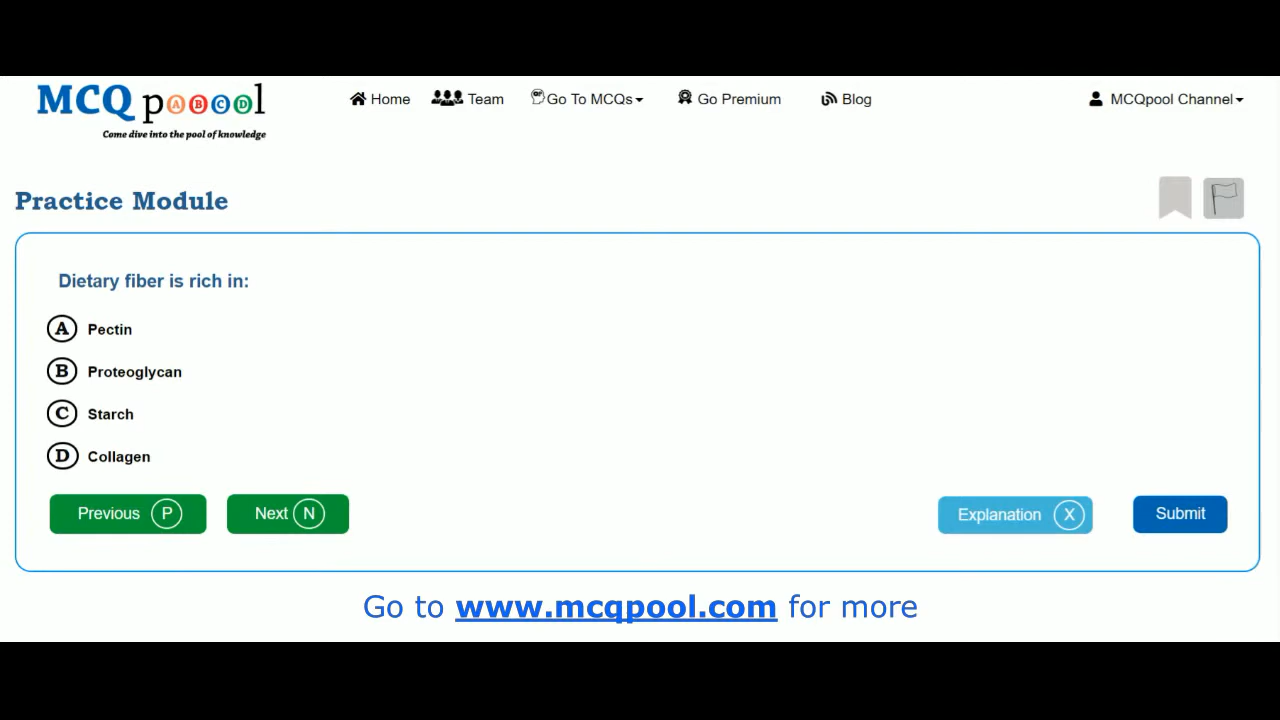 MCQ pooool
Come dive into the pool of knowledge
Home Team Go To MCQs Go Premium Blog MCQpool Channel
Practice Module
Dietary fiber is rich in:
A Pectin
B Proteoglycan
C Starch
D Collagen
Previous P Next N Explanation X Submit
Go to www.mcqpool.com for more